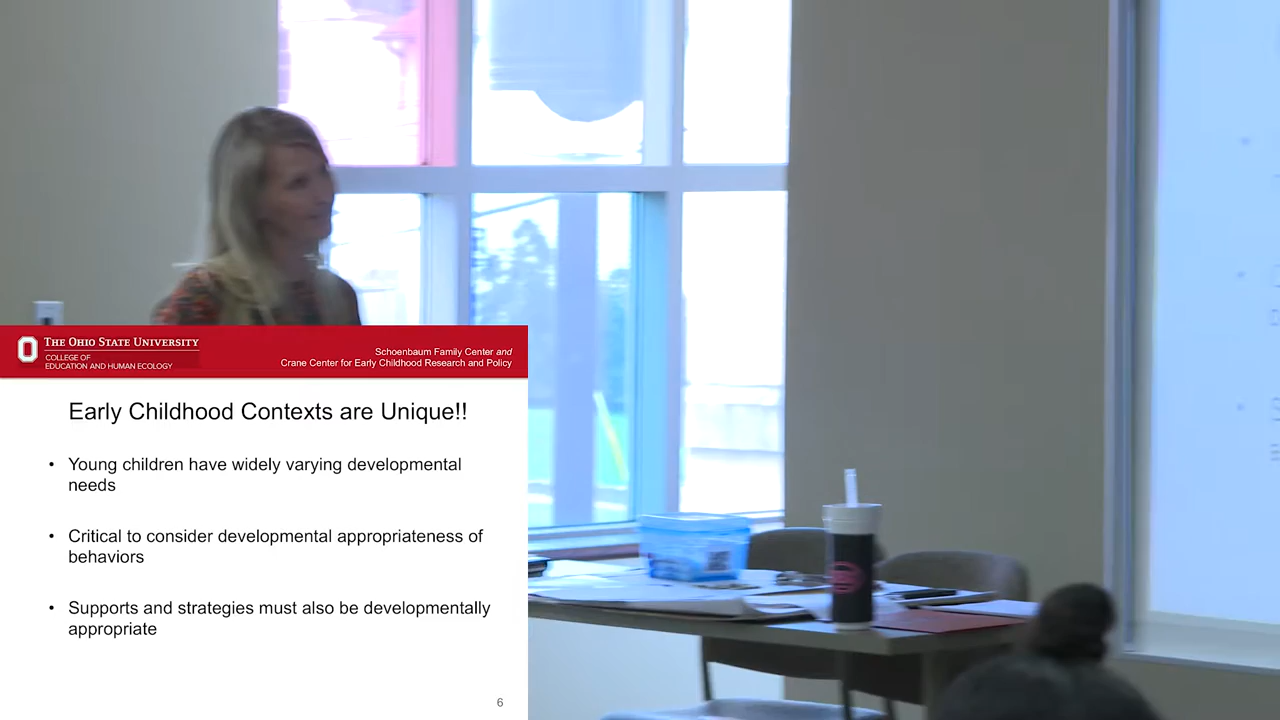 THE OHIO STATE UNIVERSITY
COLLEGE OF
EDUCATION AND HUMAN ECOLOGY
Schoenbaum Family Center and
Crane Center for Early Childhood Research and Policy
Early Childhood Contexts are Unique!!
• Young children have widely varying developmental
needs
• Critical to consider developmental appropriateness of
behaviors
• Supports and strategies must also be developmentally
appropriate
6